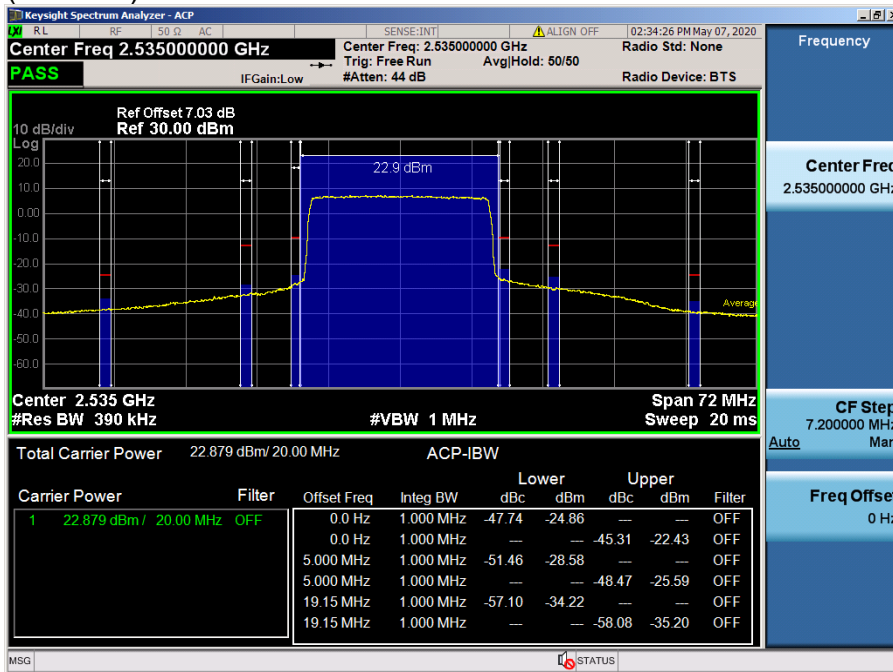 Keysight Spectrum Analyzer - ACP
LXI RL RF 50 Ω AC SENSE:INT ALIGN OFF 02:34:26 PM May 07, 2020
Center Freq 2.535000000 GHz
Center Freq: 2.535000000 GHz
Radio Std: None
Trig: Free Run Avg|Hold: 50/50
PASS
IFGain:Low #Atten: 44 dB Radio Device: BTS
Frequency
Ref Offset 7.03 dB
10 dB/div Ref 30.00 dBm
Log
20.0
10.0
0.00
-10.0
-20.0
-30.0
-40.0
-50.0
-60.0
22.9 dBm
Average
Center 2.535 GHz Span 72 MHz
#Res BW 390 kHz #VBW 1 MHz Sweep 20 ms
Total Carrier Power 22.879 dBm/ 20.00 MHz ACP-IBW
Lower Upper
Carrier Power Filter Offset Freq Integ BW dBc dBm dBc dBm Filter
1 22.879 dBm / 20.00 MHz OFF
0.0 Hz 1.000 MHz -47.74 -24.86 --- --- OFF
0.0 Hz 1.000 MHz --- --- -45.31 -22.43 OFF
5.000 MHz 1.000 MHz -51.46 -28.58 --- --- OFF
5.000 MHz 1.000 MHz --- --- -48.47 -25.59 OFF
19.15 MHz 1.000 MHz -57.10 -34.22 --- --- OFF
19.15 MHz 1.000 MHz --- --- -58.08 -35.20 OFF
Center Freq
2.535000000 GHz
CF Step
7.200000 MHz
Auto Man
Freq Offset
0 Hz
MSG STATUS